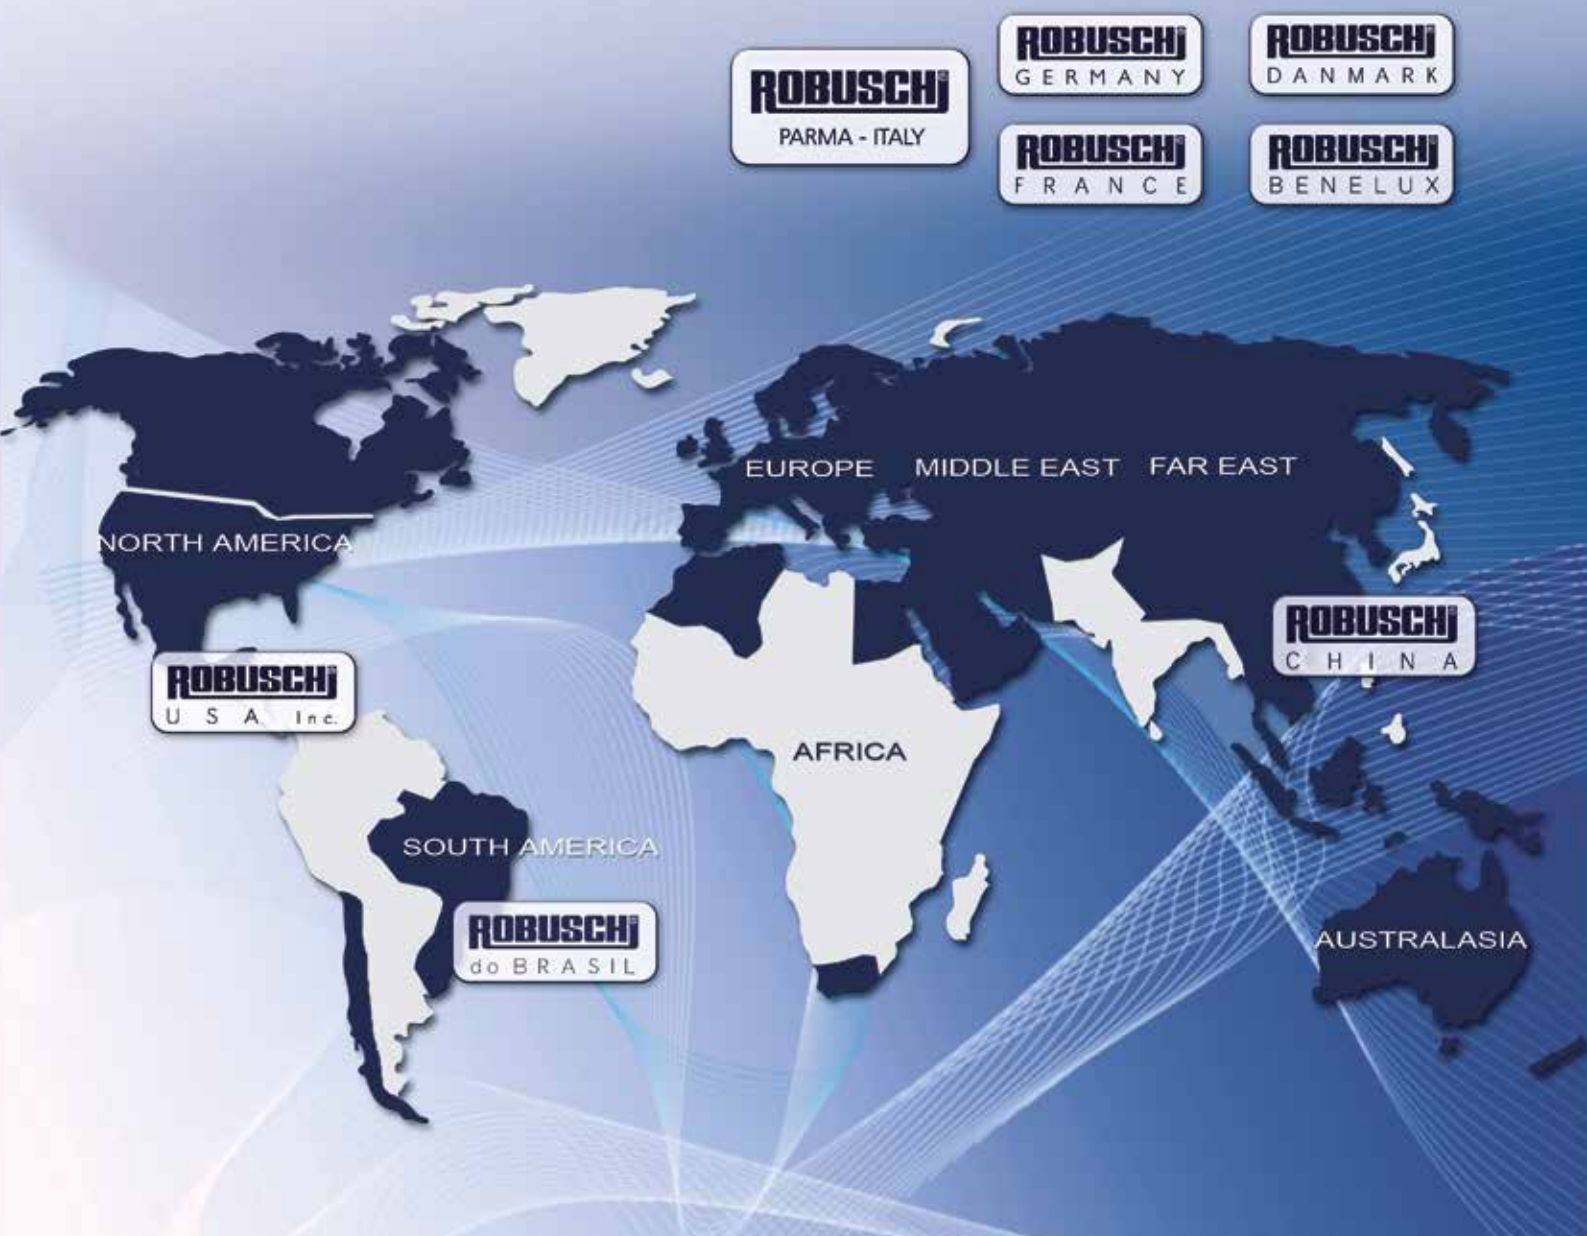 ROBUSCHi®
PARMA - ITALY
ROBUSCHi®
GERMANY
ROBUSCHi®
DANMARK
ROBUSCHi®
FRANCE
ROBUSCHi®
BENELUX
EUROPE
MIDDLE EAST
FAR EAST
NORTH AMERICA
ROBUSCHi®
CHINA
ROBUSCHi®
USA Inc.
AFRICA
SOUTH AMERICA
ROBUSCHi®
do BRASIL
AUSTRALASIA